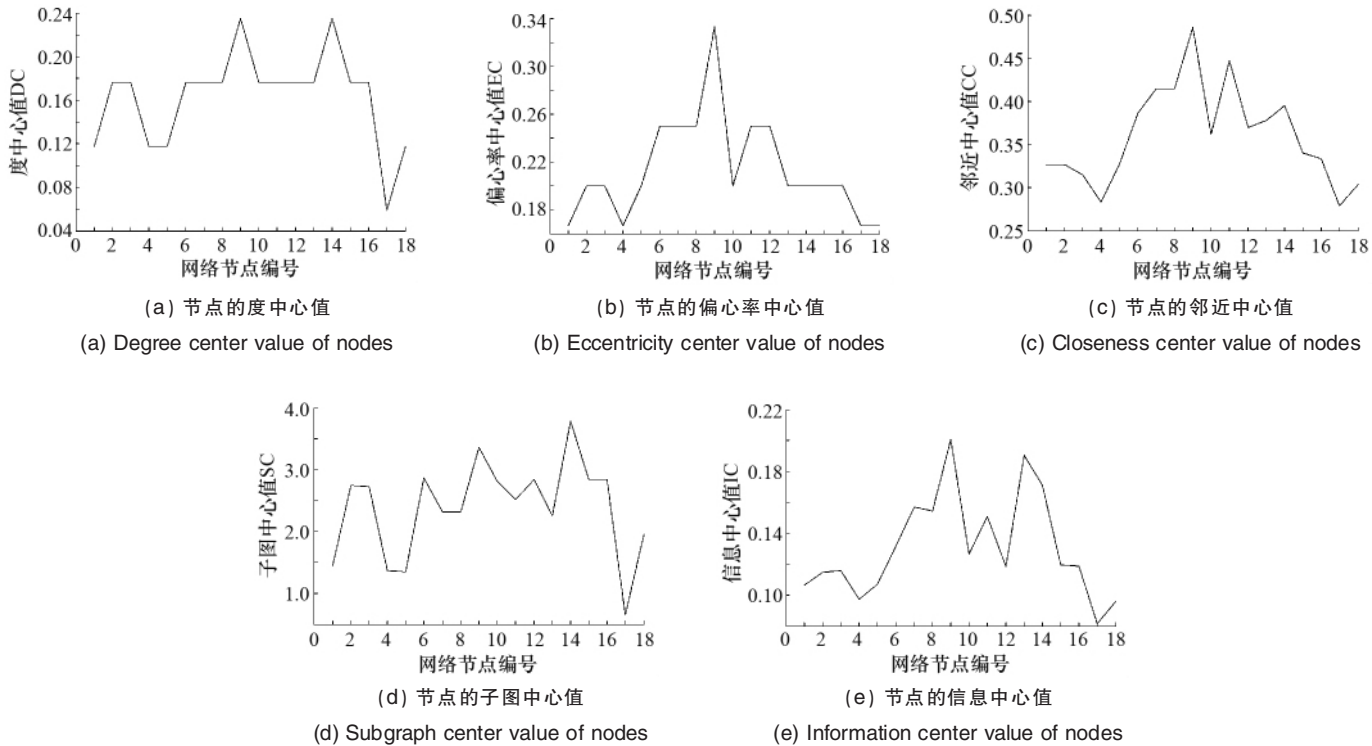 0.24
0.20
0.16
0.12
0.08
0.04
度中心值DC
0 2 4 6 8 10 12 14 16 18
网络节点编号
(a) 节点的度中心值
(a) Degree center value of nodes
0.34
0.30
0.26
0.22
0.18
偏心率中心值EC
0 2 4 6 8 10 12 14 16 18
网络节点编号
(b) 节点的偏心率中心值
(b) Eccentricity center value of nodes
0.50
0.45
0.40
0.35
0.30
0.25
邻近中心值CC
0 2 4 6 8 10 12 14 16 18
网络节点编号
(c) 节点的邻近中心值
(c) Closeness center value of nodes
4.0
3.0
2.0
1.0
子图中心值SC
0 2 4 6 8 10 12 14 16 18
网络节点编号
(d) 节点的子图中心值
(d) Subgraph center value of nodes
0.22
0.18
0.14
0.10
信息中心值IC
0 2 4 6 8 10 12 14 16 18
网络节点编号
(e) 节点的信息中心值
(e) Information center value of nodes